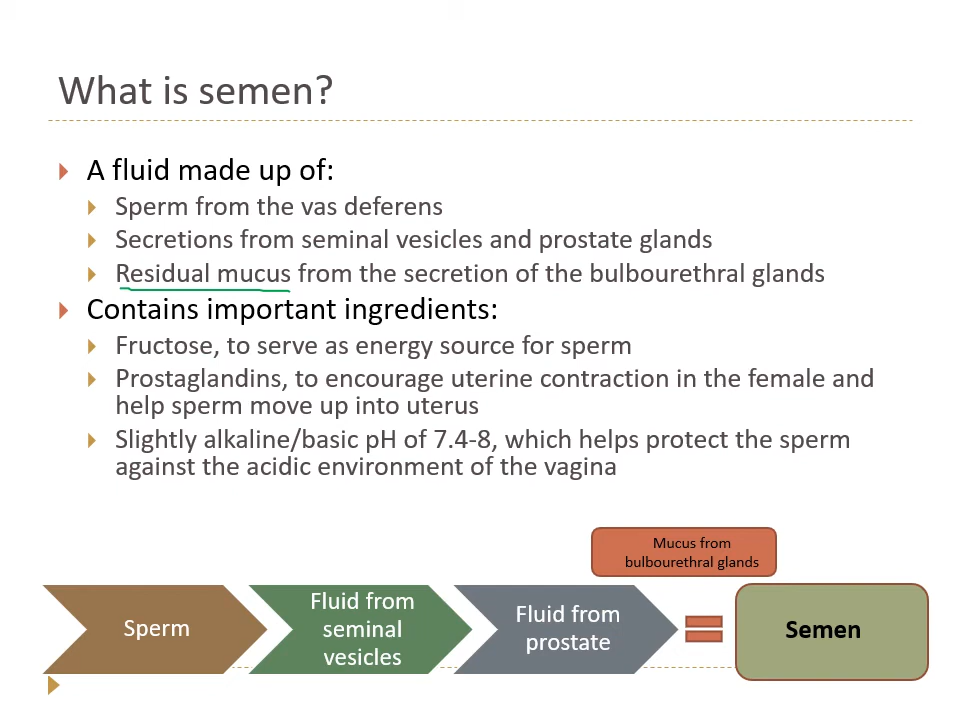 What is semen?
A fluid made up of:
Sperm from the vas deferens
Secretions from seminal vesicles and prostate glands
Residual mucus from the secretion of the bulbourethral glands
Contains important ingredients:
Fructose, to serve as energy source for sperm
Prostaglandins, to encourage uterine contraction in the female and
help sperm move up into uterus
Slightly alkaline/basic pH of 7.4-8, which helps protect the sperm
against the acidic environment of the vagina
Mucus from
bulbourethral glands
Sperm
Fluid from
seminal
vesicles
Fluid from
prostate
Semen